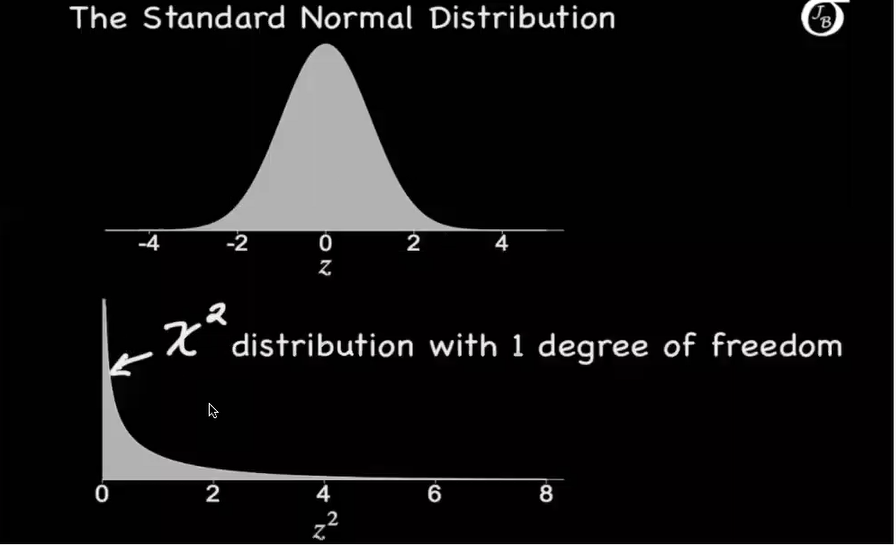 The Standard Normal Distribution
JB
-4 -2 0 2 4
z
χ² distribution with 1 degree of freedom
0 2 4 6 8
z²